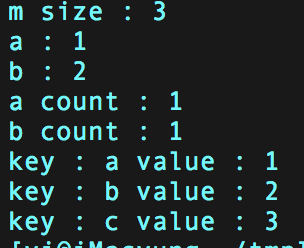 m size : 3
a : 1
b : 2
a count : 1
b count : 1
key : a value : 1
key : b value : 2
key : c value : 3